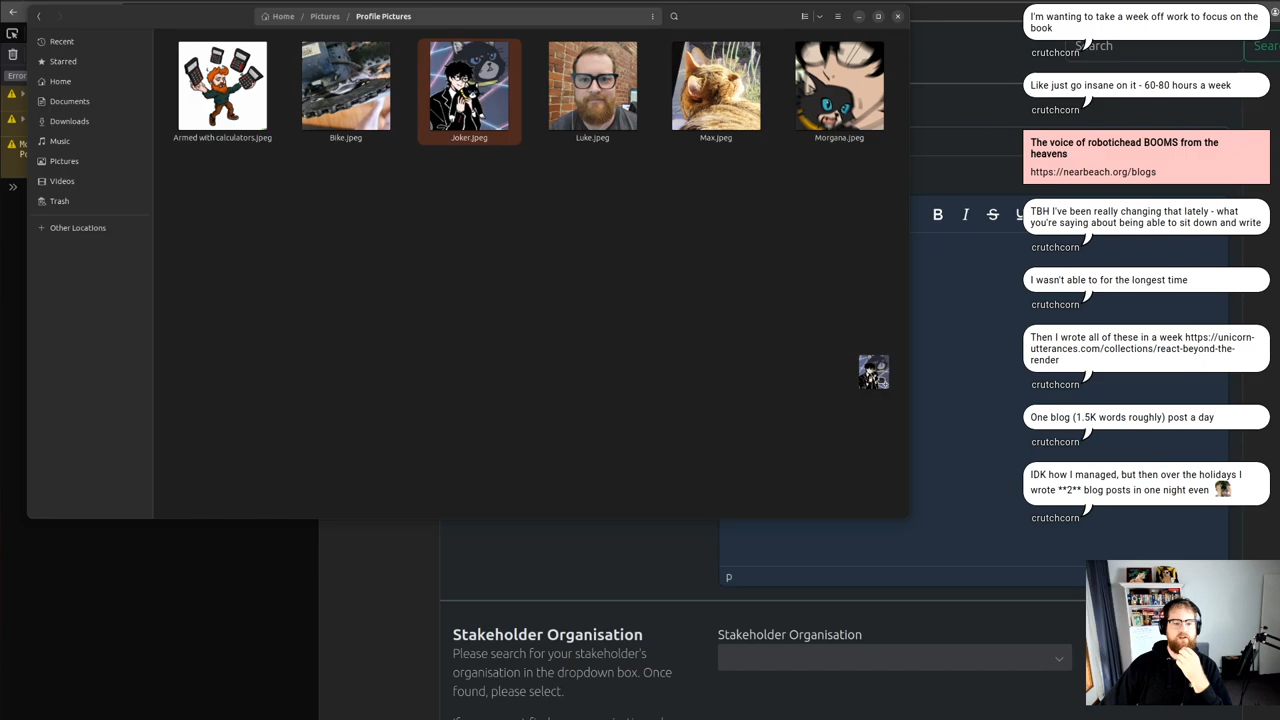 Home
Pictures
Profile Pictures
Recent
Starred
Home
Documents
Downloads
Music
Pictures
Videos
Trash
Other Locations
Armed with calculators.jpeg
Bike.jpeg
Joker.jpeg
Luke.jpeg
Max.jpeg
Morgana.jpeg
Error
Mo
Po
Search
Sear
B I S U
p
Stakeholder Organisation
Please search for your stakeholder's
organisation in the dropdown box. Once
found, please select.
Stakeholder Organisation
I'm wanting to take a week off work to focus on the
book
crutchcorn
Like just go insane on it - 60-80 hours a week
crutchcorn
The voice of robotichead BOOMS from the
heavens
https://nearbeach.org/blogs
TBH I've been really changing that lately - what
you're saying about being able to sit down and write
crutchcorn
I wasn't able to for the longest time
crutchcorn
Then I wrote all of these in a week https://unicorn-
utterances.com/collections/react-beyond-the-
render
crutchcorn
One blog (1.5K words roughly) post a day
crutchcorn
IDK how I managed, but then over the holidays I
wrote **2** blog posts in one night even
crutchcorn